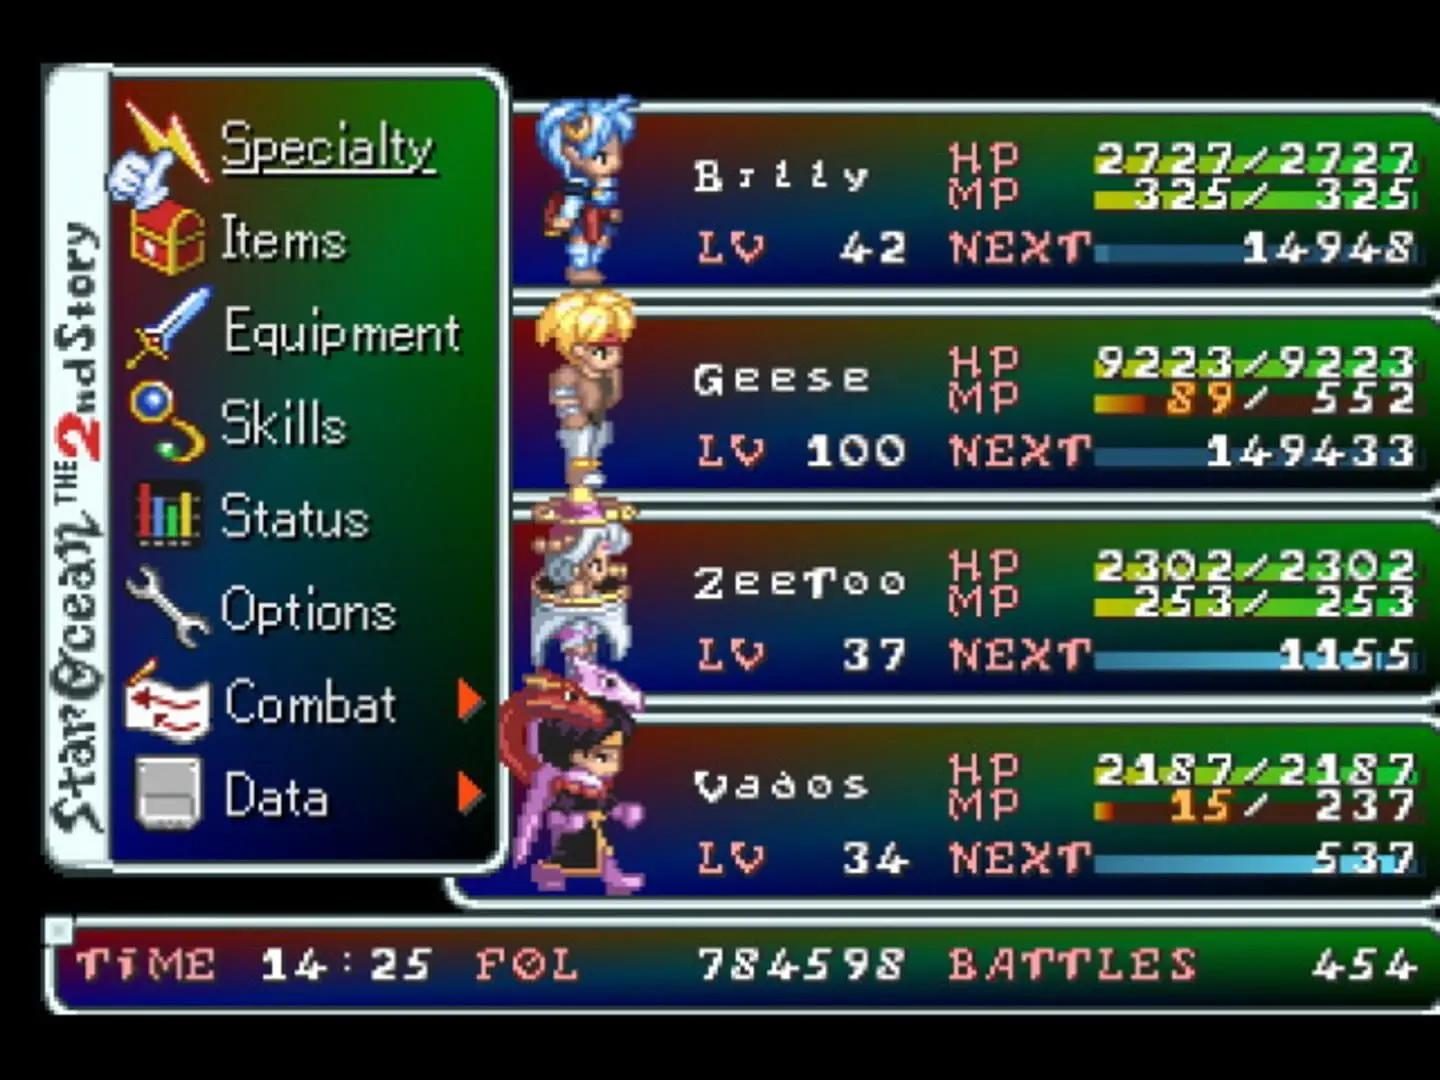 Star Ocean THE 2nd Story
Specialty
Items
Equipment
Skills
Status
Options
Combat
Data
HP 2727/2727
MP 325/ 325
LV 42 NEXT 14948
Geese
HP 9223/9223
MP 89/ 552
LV 100 NEXT 149433
ZeeFoo
HP 2302/2302
MP 253/ 253
LV 37 NEXT 1155
Vados
HP 2187/2187
MP 15/ 237
LV 34 NEXT 537
TiME 14:25 FOL 784598 BATTLES 454